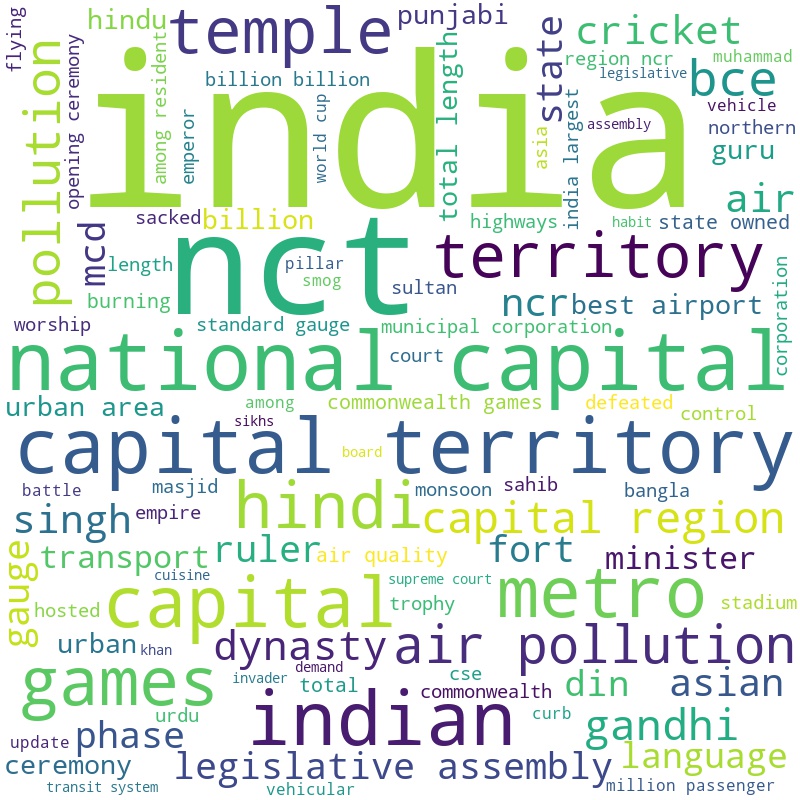 flying
hindu
temple
punjabi
cricket
pollution
opening ceremony
among resident
billion billion
emperor
india
world cup
total length
asia
state
india largest
region ncr
muhammad
legislative
bce
vehicle
assembly
northern
guru
air
mcd
sacked
billion
nct
highways
habit
state owned
territory
length
pillar
smog
burning
sultan
ncr
best airport
corporation
worship
standard gauge
municipal corporation
national
court
capital
urban area
among
commonwealth games
defeated
control
sikhs
capital territory
board
battle
masjid
hindi
monsoon
sahib
bangla
singh
empire
capital region
gauge
transport
ruler
air quality
fort
minister
cuisine
supreme court
hosted
capital
trophy
metro
stadium
urban
khan
dynasty
air pollution
demand
games
invader
total
cse
commonwealth
din
asian
urdu
indian
curb
gandhi
update
phase
language
ceremony
legislative assembly
transit system
vehicular
million passenger